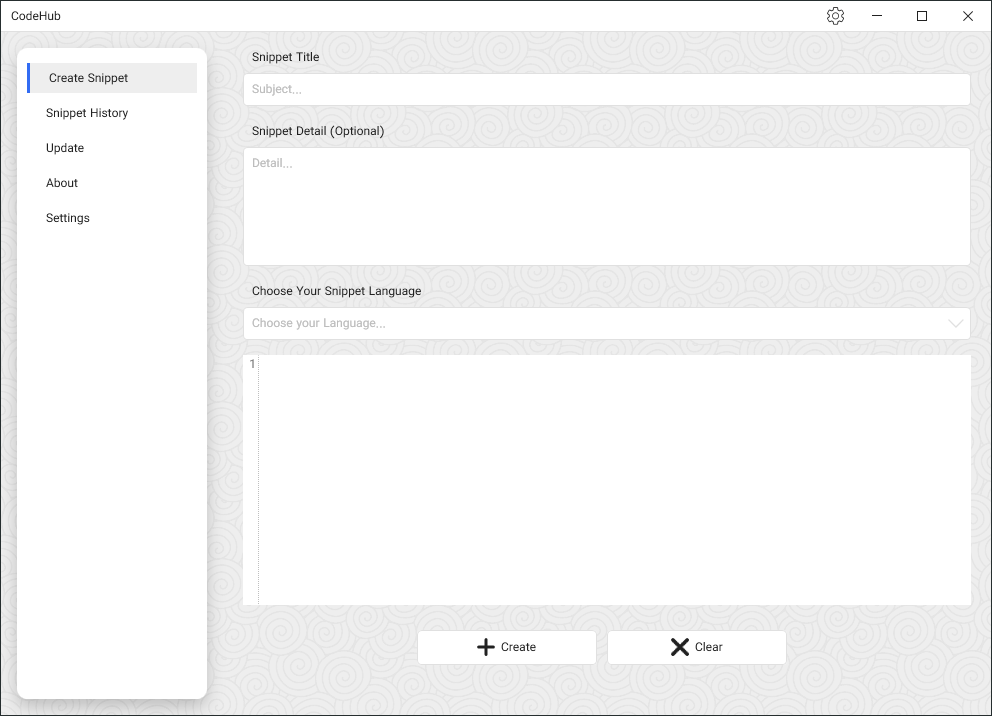 CodeHub
Create Snippet
Snippet History
Update
About
Settings
Snippet Title
Subject...
Snippet Detail (Optional)
Detail...
Choose Your Snippet Language
Choose your Language...
1
Create
Clear